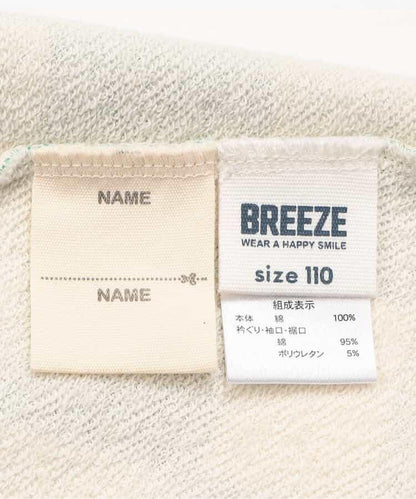 NAME
NAME
BREEZE
WEAR A HAPPY SMILE
size 110
組成表示
本体 綿 100%
衿ぐり・袖口・裾口
綿 95%
ポリウレタン 5%